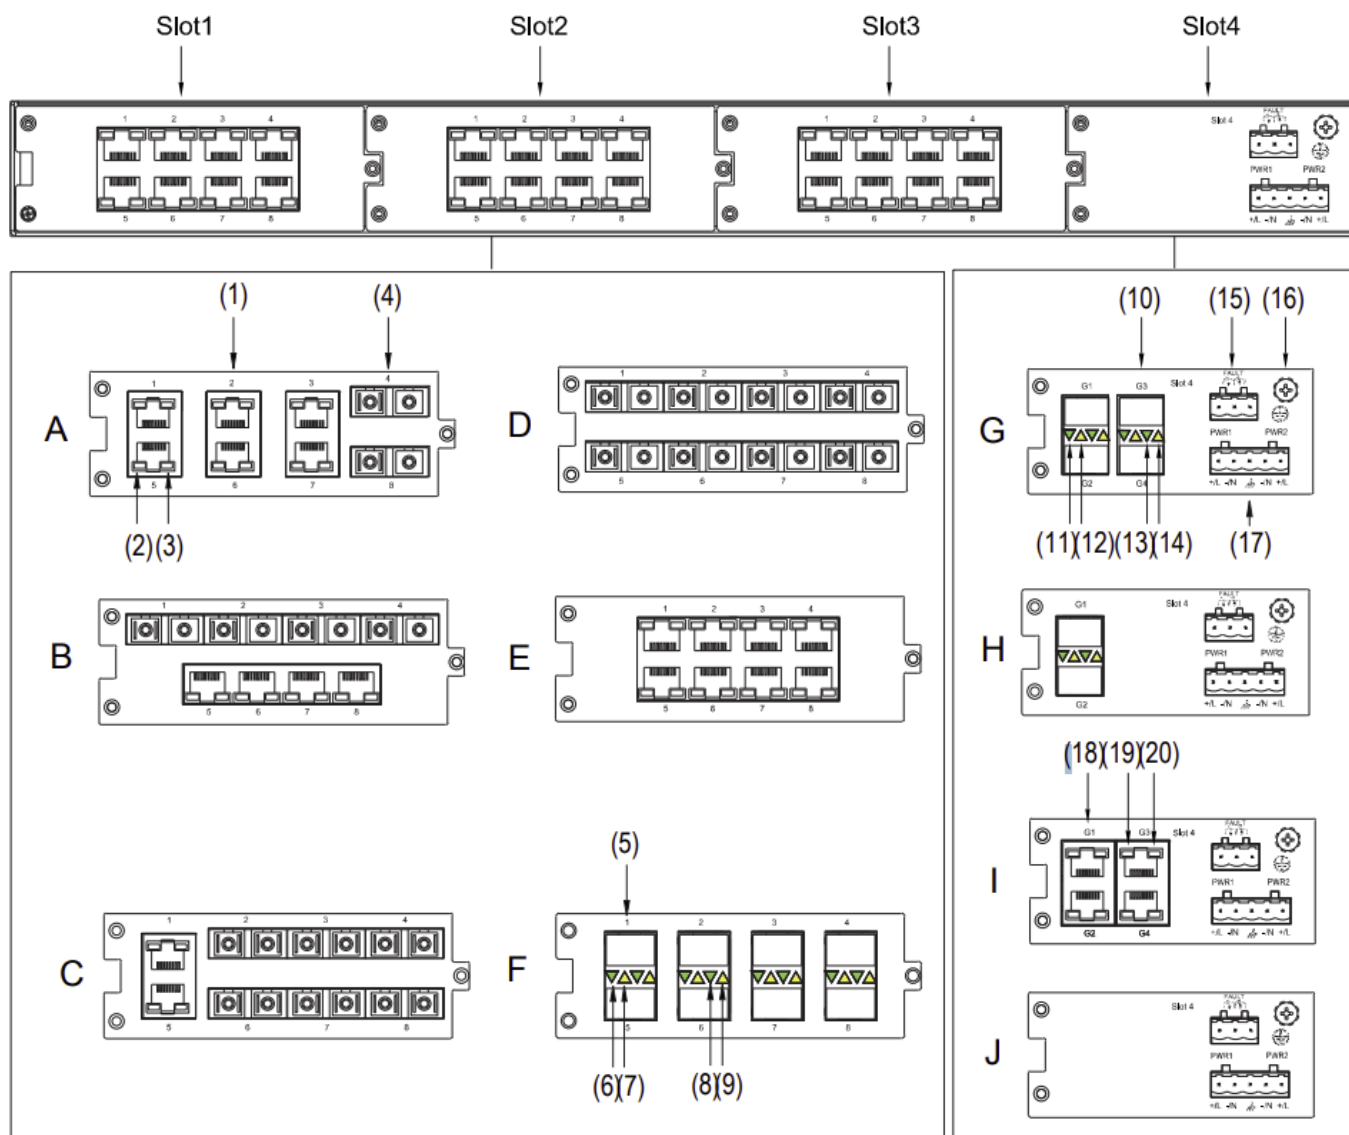 Slot1 Slot2 Slot3 Slot4
1 2 3 4 1 2 3 4 1 2 3 4 Slot 4 FAULT
PWR1 PWR2
5 6 7 8 5 6 7 8 5 6 7 8 +/L -/N -/N +/L
(1) (4) (10) (15) (16)
A 1 2 3 4
5 6 7 8
(2)(3)
D 1 2 3 4
5 6 7 8
G G1 G3 Slot 4 FAULT
PWR1 PWR2
G2 G4 +/L -/N -/N +/L
(11)(12)(13)(14) (17)
B 1 2 3 4
5 6 7 8
E 1 2 3 4
5 6 7 8
H G1 Slot 4 FAULT
PWR1 PWR2
G2 +/L -/N -/N +/L
(18)(19)(20)
I G1 G3 Slot 4 FAULT
PWR1 PWR2
G2 G4 +/L -/N -/N +/L
C 1 2 3 4
5 6 7 8
(5)
F 1 2 3 4
5 6 7 8
(6)(7) (8)(9)
J Slot 4 FAULT
PWR1 PWR2
+/L -/N -/N +/L